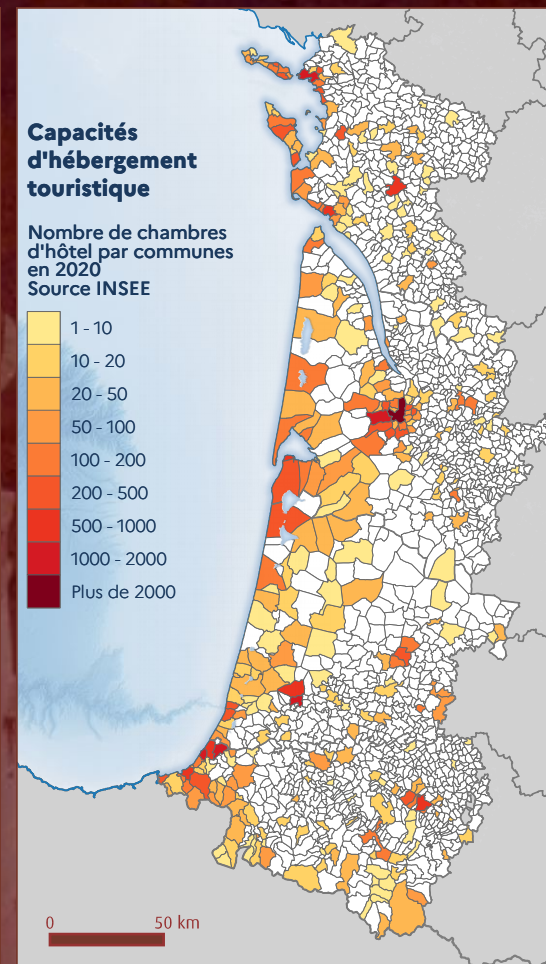 Capacités
d'hébergement
touristique
Nombre de chambres
d'hôtel par communes
en 2020
Source INSEE
1 - 10
10 - 20
20 - 50
50 - 100
100 - 200
200 - 500
500 - 1000
1000 - 2000
Plus de 2000
0 50 km